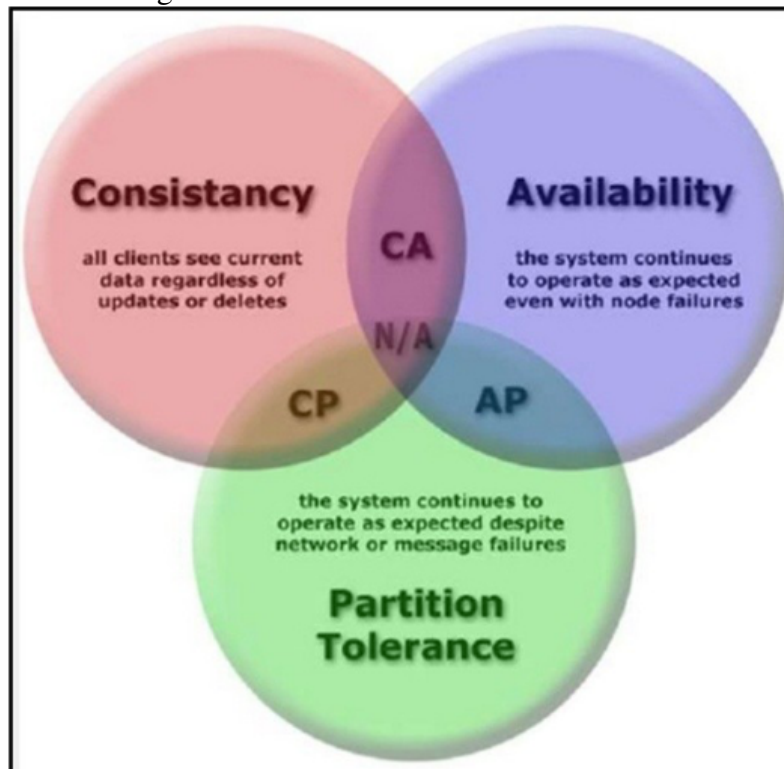 Consistancy
all clients see current
data regardless of
updates or deletes
Availability
the system continues
to operate as expected
even with node failures
CA
N/A
CP
AP
the system continues to
operate as expected despite
network or message failures
Partition
Tolerance